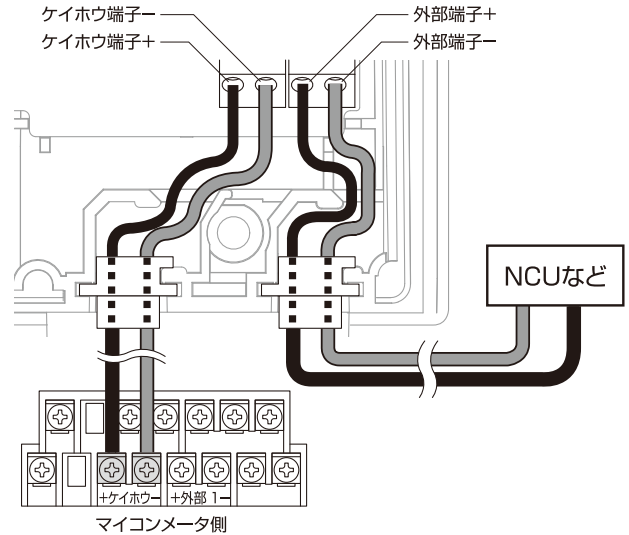 ケイホウ端子−
ケイホウ端子+
外部端子+
外部端子−
NCUなど
+ケイホウ−
+外部 1−
マイコンメータ側